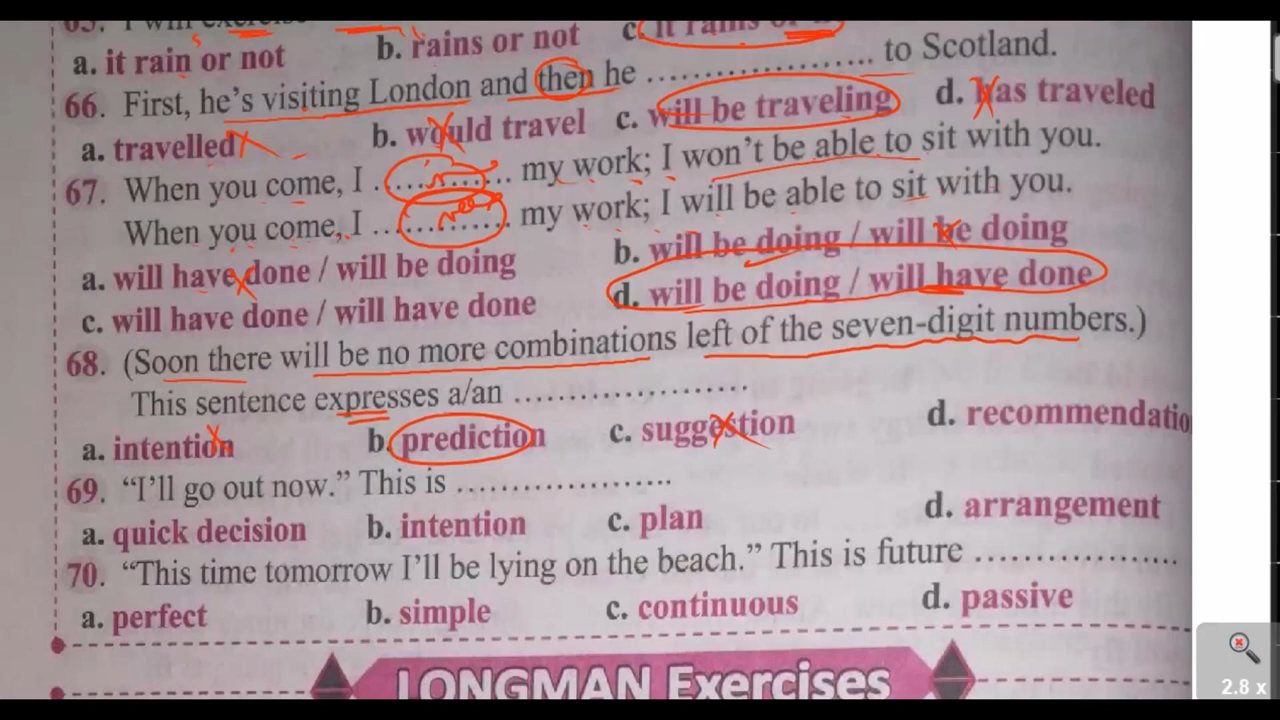 65. I will exercise
a. it rain or not b. rains or not c. it rains or
66. First, he's visiting London and then he ........................ to Scotland.
a. travelled b. would travel c. will be traveling d. has traveled
67. When you come, I .................. my work; I won't be able to sit with you.
When you come, I .................. my work; I will be able to sit with you.
a. will have done / will be doing b. will be doing / will be doing
c. will have done / will have done d. will be doing / will have done
68. (Soon there will be no more combinations left of the seven-digit numbers.)
This sentence expresses a/an ........................
a. intention b. prediction c. suggestion d. recommendatio
69. “I'll go out now.” This is ......................
a. quick decision b. intention c. plan d. arrangement
70. “This time tomorrow I'll be lying on the beach.” This is future ....................
a. perfect b. simple c. continuous d. passive
LONGMAN Exercises
2.8 x